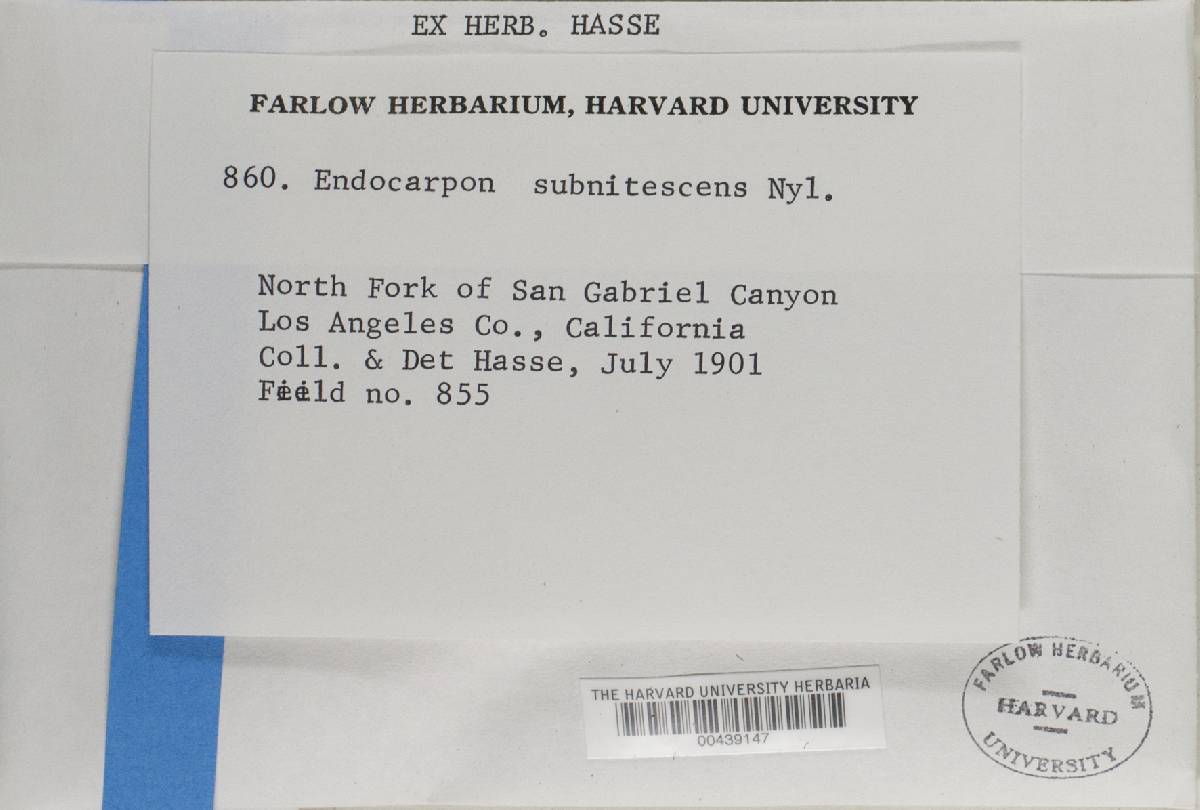 EX HERB. HASSE
FARLOW HERBARIUM, HARVARD UNIVERSITY
860. Endocarpon subnitescens Nyl.
North Fork of San Gabriel Canyon
Los Angeles Co., California
Coll. & Det Hasse, July 1901
Field no. 855
THE HARVARD UNIVERSITY HERBARIA
00439147
FARLOW HERBARIUM
HARVARD
UNIVERSITY